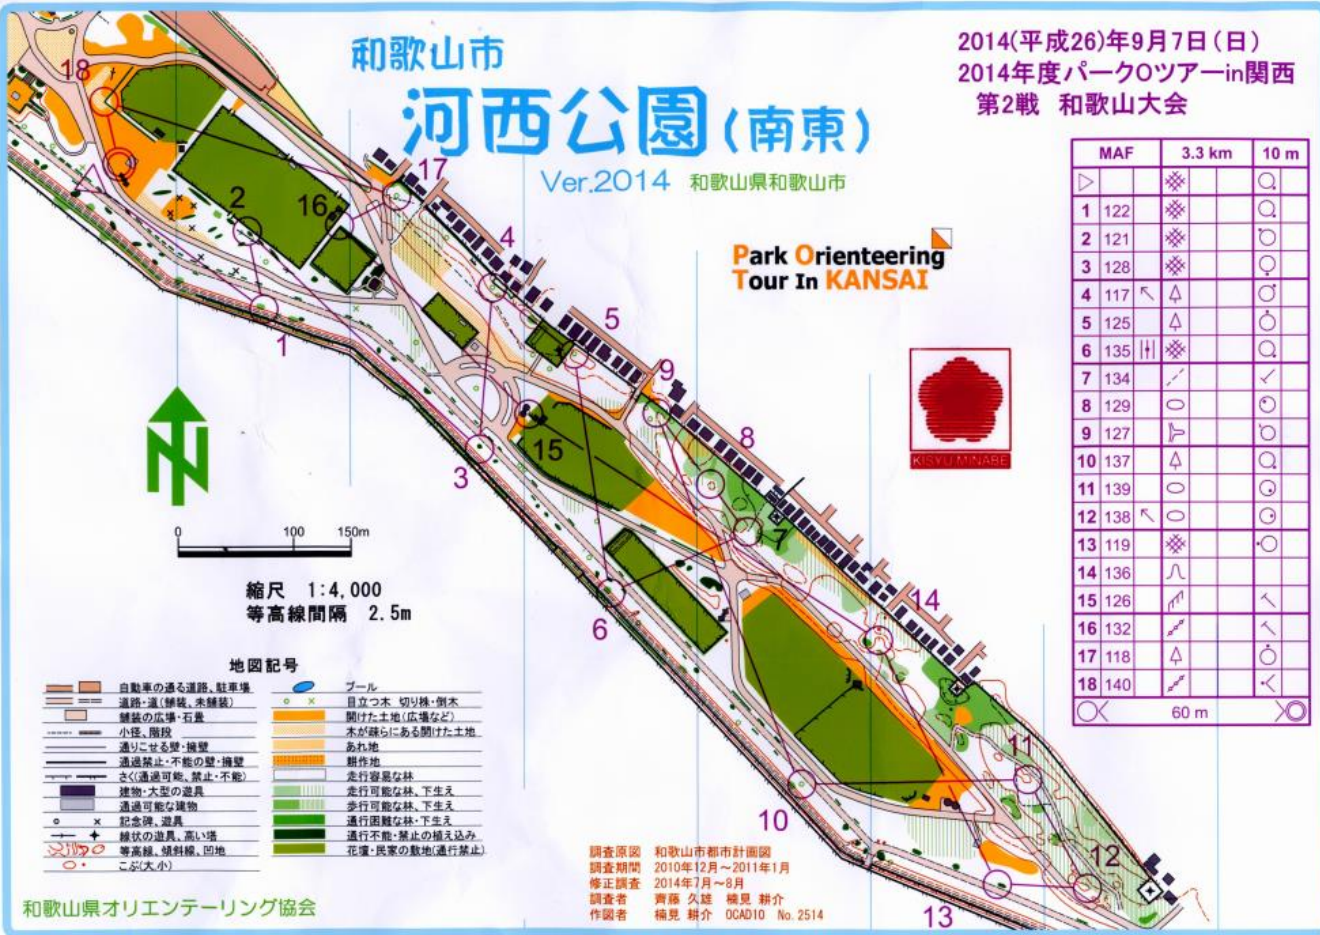 和歌山市
河西公園(南東)
Ver.2014 和歌山県和歌山市
2014(平成26)年9月7日(日)
2014年度パークOツアーin関西
第2戦 和歌山大会
Park Orienteering
Tour In KANSAI
KISYU MINABE
MAF 3.3 km 10 m
1 122
2 121
3 128
4 117
5 125
6 135
7 134
8 129
9 127
10 137
11 139
12 138
13 119
14 136
15 126
16 132
17 118
18 140
60 m
18
17
2
16
4
1
5
9
15
3
8
7
6
14
11
10
12
13
N
0 100 150m
縮尺 1:4,000
等高線間隔 2.5m
地図記号
自動車の通る道路、駐車場
道路・道(舗装、未舗装)
舗装の広場・石畳
小径、階段
通りこせる壁・擁壁
通過禁止・不能の壁・擁壁
さく(通過可能、禁止・不能)
建物・大型の遊具
通過可能な建物
記念碑、遊具
線状の遊具、高い塔
等高線、傾斜線、凹地
こぶ(大小)
プール
目立つ木 切り株・倒木
開けた土地(広場など)
木が疎らにある開けた土地
あれ地
耕作地
走行容易な林
走行可能な林、下生え
歩行可能な林、下生え
通行困難な林・下生え
通行不能・禁止の植え込み
花壇・民家の敷地(通行禁止)
和歌山県オリエンテーリング協会
調査原図 和歌山市都市計画図
調査期間 2010年12月~2011年1月
修正調査 2014年7月~8月
調査者 齊藤 久雄 楠見 耕介
作図者 楠見 耕介 OCAD10 No.2514